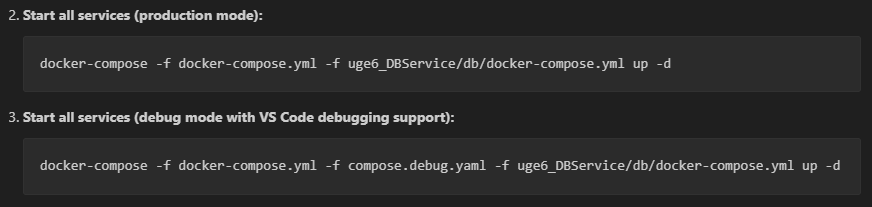 2. Start all services (production mode):
docker-compose -f docker-compose.yml -f uge6_DBService/db/docker-compose.yml up -d
3. Start all services (debug mode with VS Code debugging support):
docker-compose -f docker-compose.yml -f compose.debug.yaml -f uge6_DBService/db/docker-compose.yml up -d